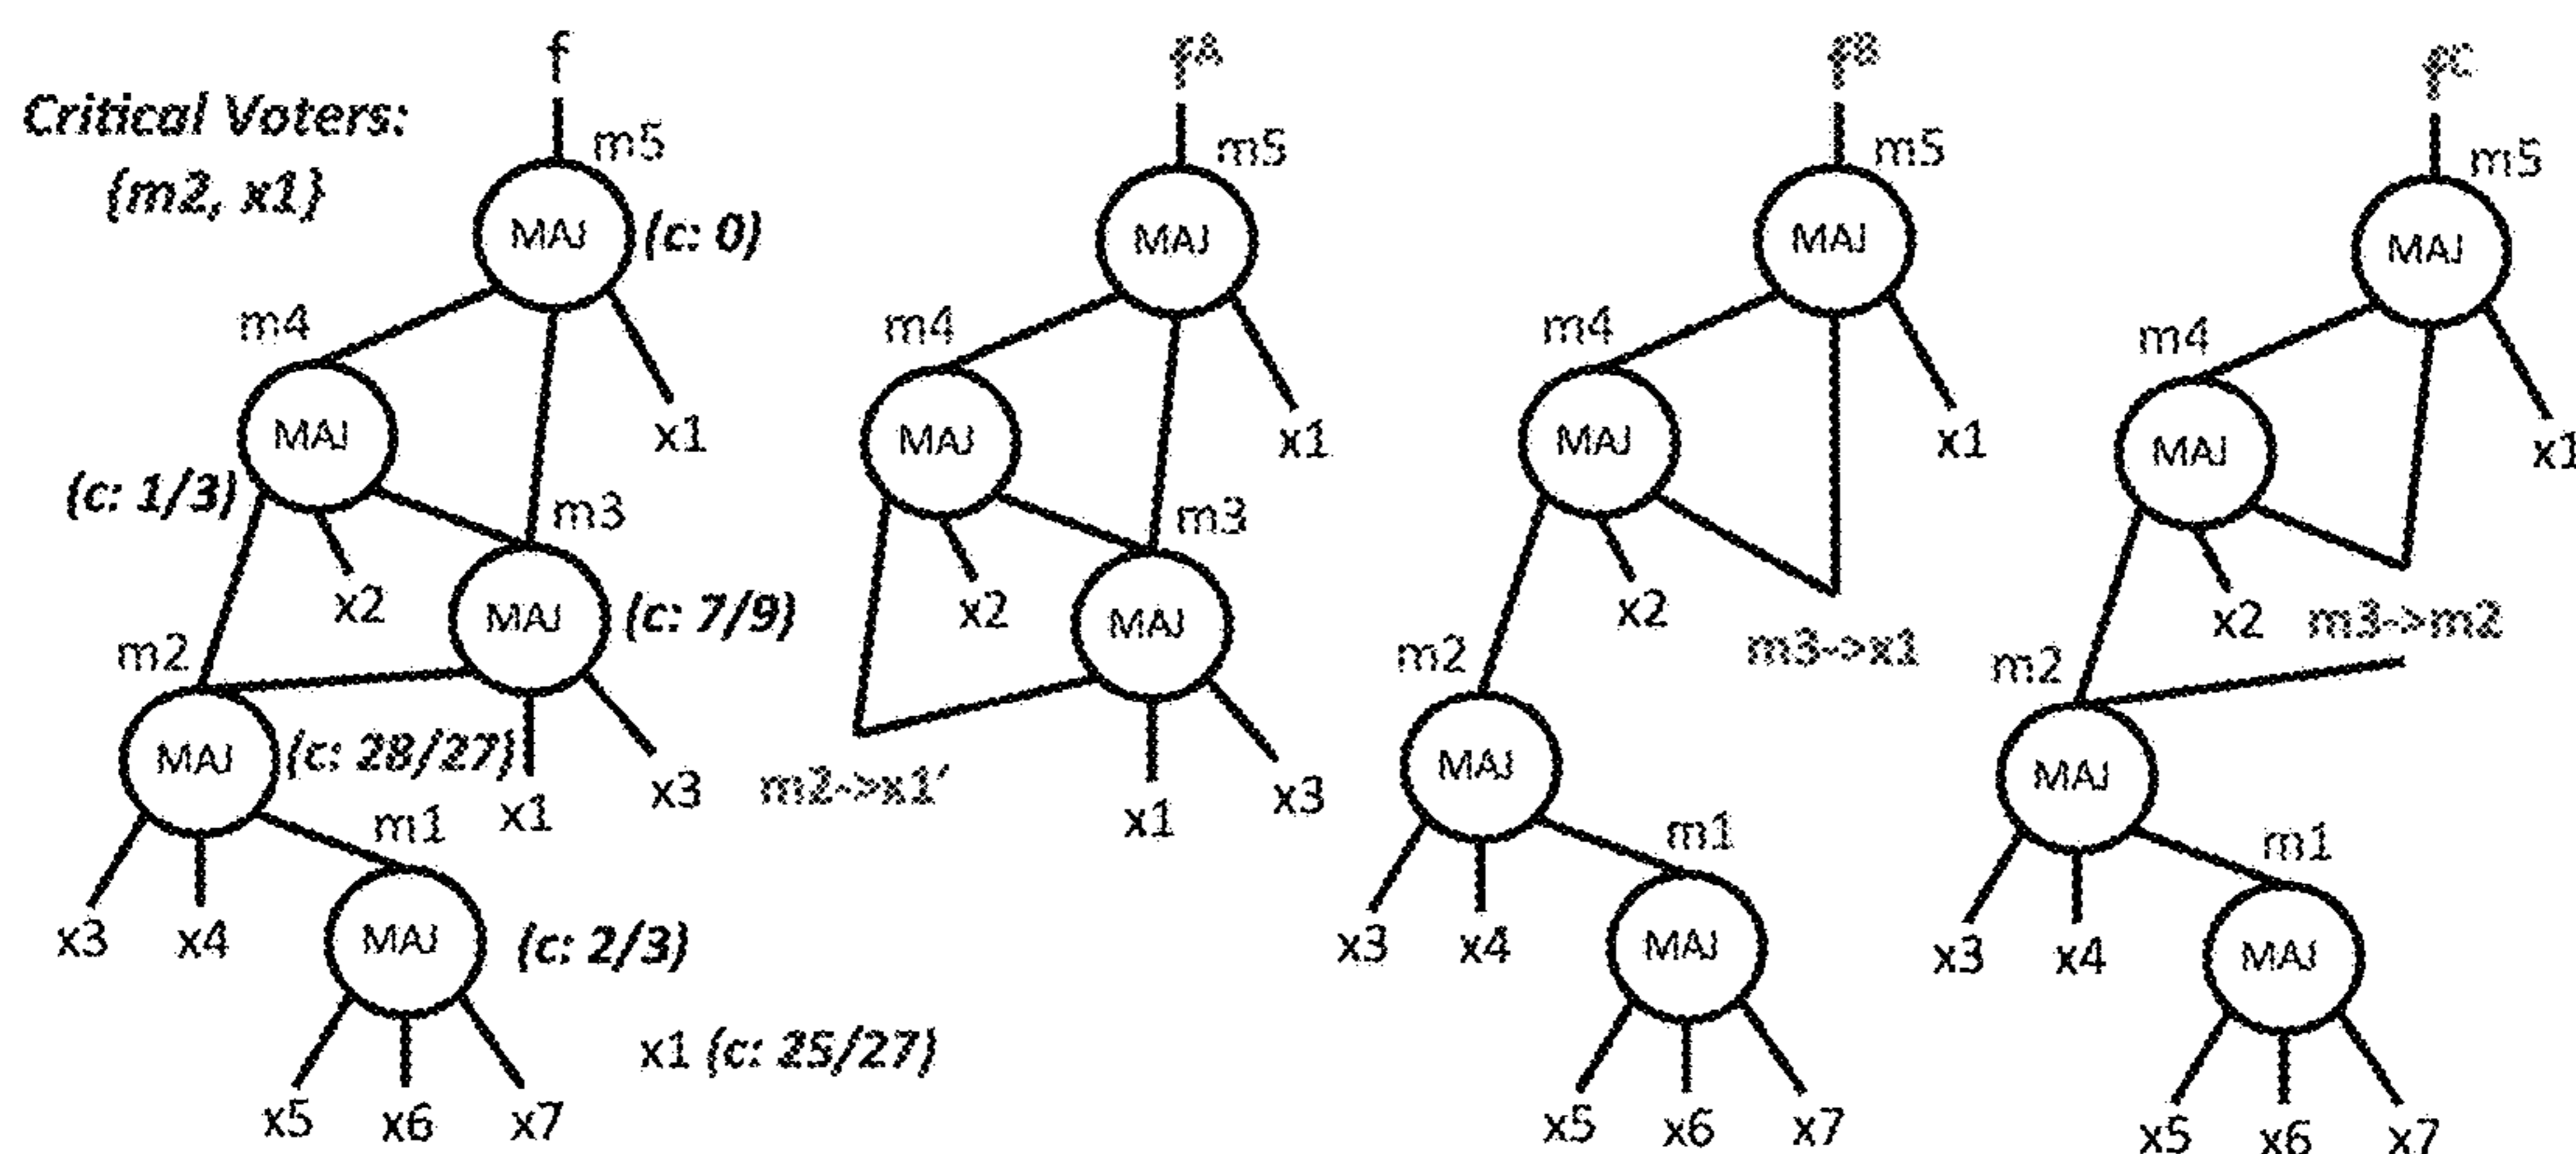 f
fA
fB
fC
Critical Voters:
{m2, x1}
m5
MAJ
(c: 0)
m4
MAJ
(c: 1/3)
x1
x2
m3
MAJ
(c: 7/9)
m2
MAJ
(c: 28/27)
x1
x3
x3
x4
m1
MAJ
(c: 2/3)
x5
x6
x7
x1 (c: 25/27)
m5
MAJ
m4
MAJ
x1
x2
m3
MAJ
m2->x1'
x1
x3
m5
MAJ
m4
MAJ
x1
x2
m3->x1
m2
MAJ
x3
x4
m1
MAJ
x5
x6
x7
m5
MAJ
m4
MAJ
x1
x2
m3->m2
m2
MAJ
x3
x4
m1
MAJ
x5
x6
x7